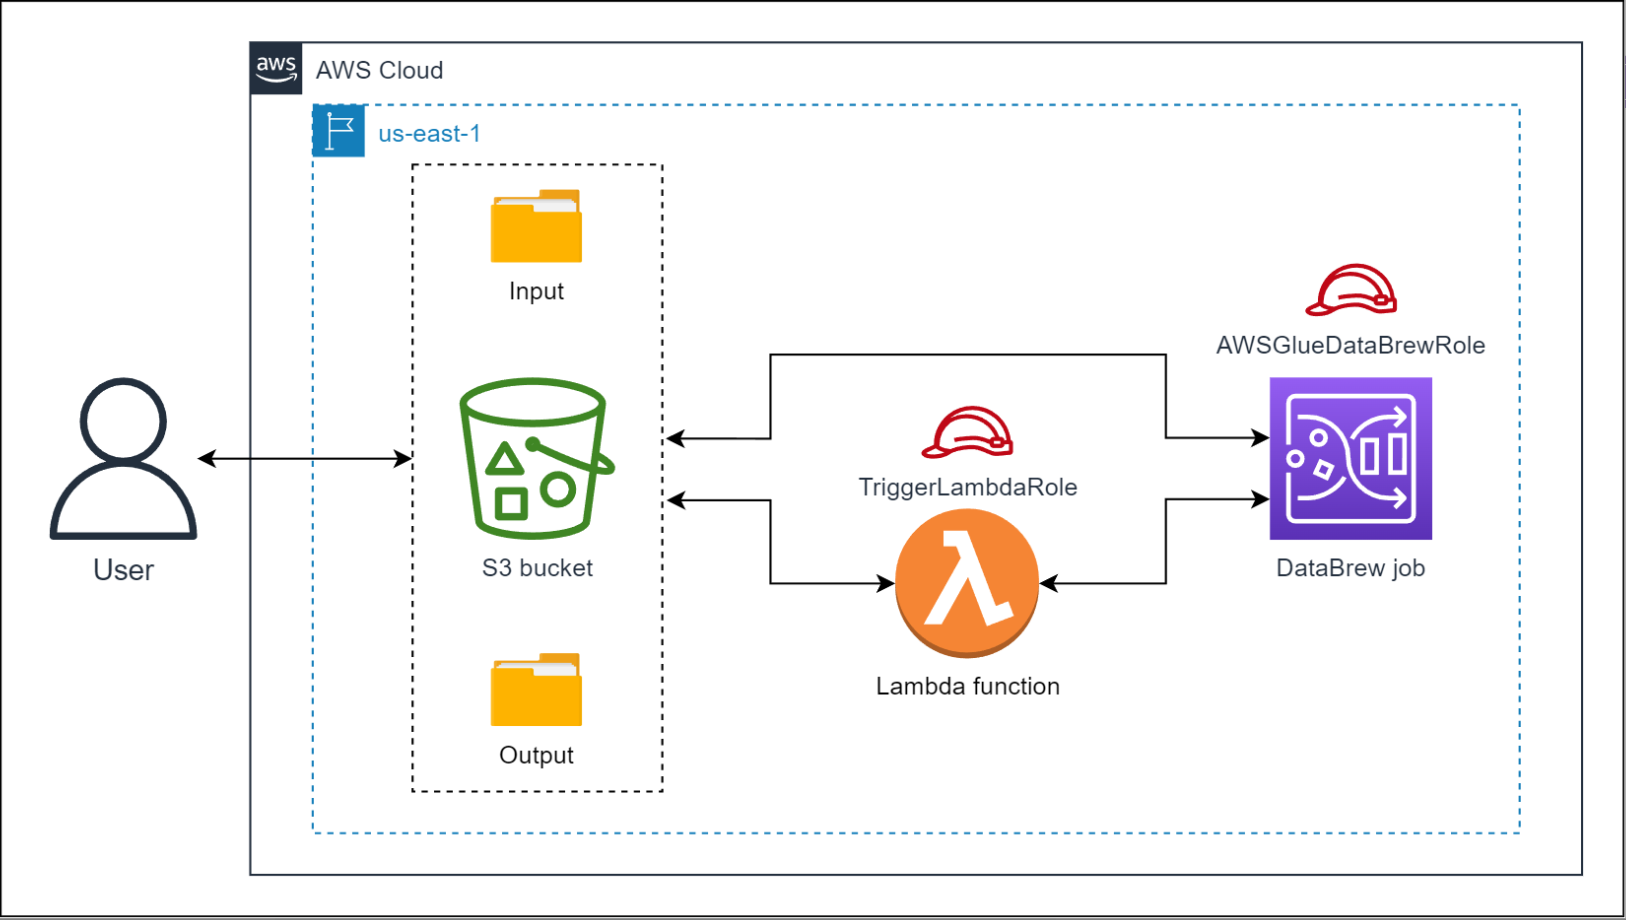 aws
AWS Cloud
us-east-1
Input
AWSGlueDataBrewRole
TriggerLambdaRole
S3 bucket
DataBrew job
User
Lambda function
Output